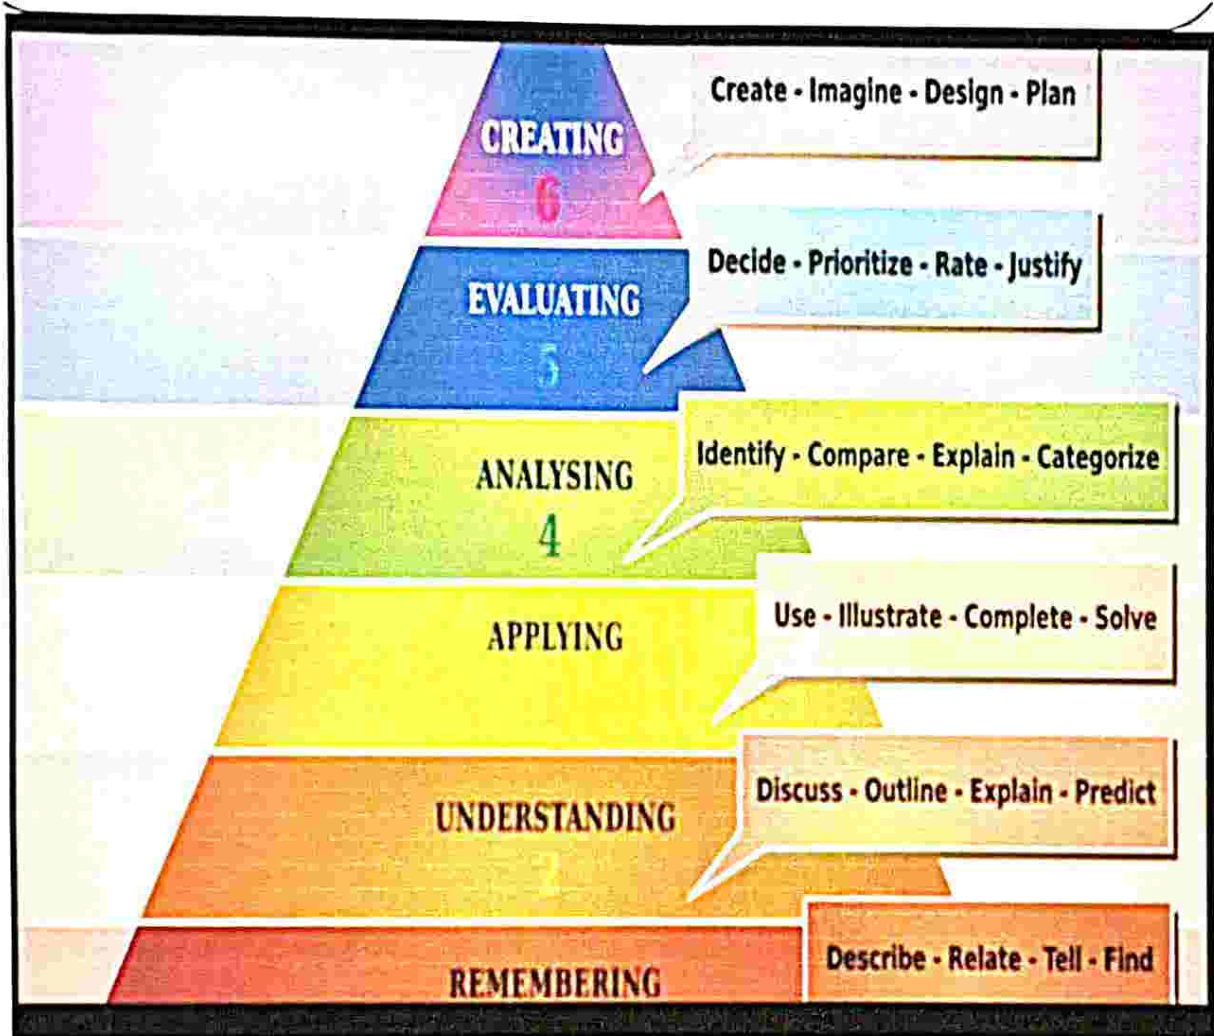 Create - Imagine - Design - Plan
CREATING
6
Decide - Prioritize - Rate - Justify
EVALUATING
5
Identify - Compare - Explain - Categorize
ANALYSING
4
Use - Illustrate - Complete - Solve
APPLYING
Discuss - Outline - Explain - Predict
UNDERSTANDING
2
Describe - Relate - Tell - Find
REMEMBERING